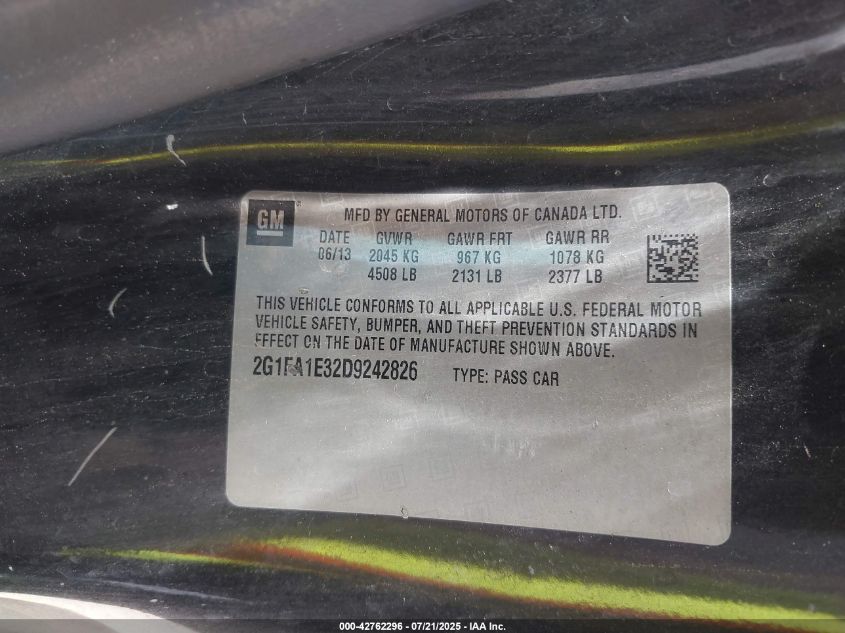 GM
MFD BY GENERAL MOTORS OF CANADA LTD.
DATE GVWR GAWR FRT GAWR RR
06/13 2045 KG 967 KG 1078 KG
4508 LB 2131 LB 2377 LB
THIS VEHICLE CONFORMS TO ALL APPLICABLE U.S. FEDERAL MOTOR
VEHICLE SAFETY, BUMPER, AND THEFT PREVENTION STANDARDS IN
EFFECT ON THE DATE OF MANUFACTURE SHOWN ABOVE.
2G1FA1E32D9242826 TYPE: PASS CAR
000-42762296 - 07/21/2025 - IAA Inc.